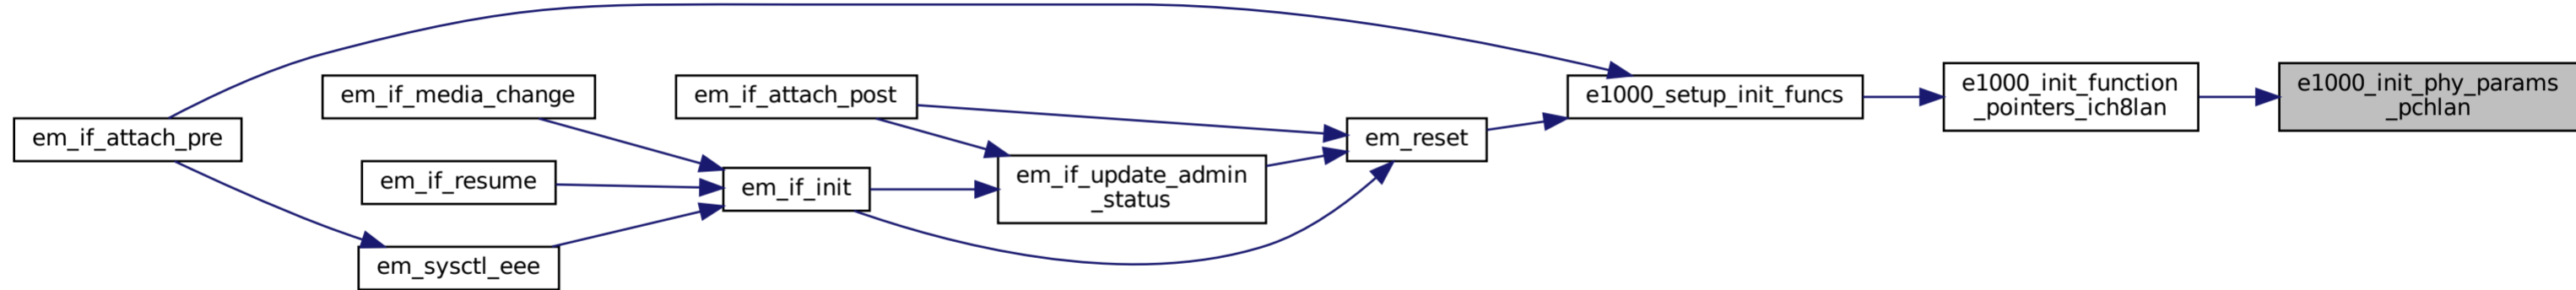 em_if_attach_pre
em_if_media_change
em_if_resume
em_sysctl_eee
em_if_attach_post
em_if_init
em_if_update_admin
_status
em_reset
e1000_setup_init_funcs
e1000_init_function
_pointers_ich8lan
e1000_init_phy_params
_pchlan